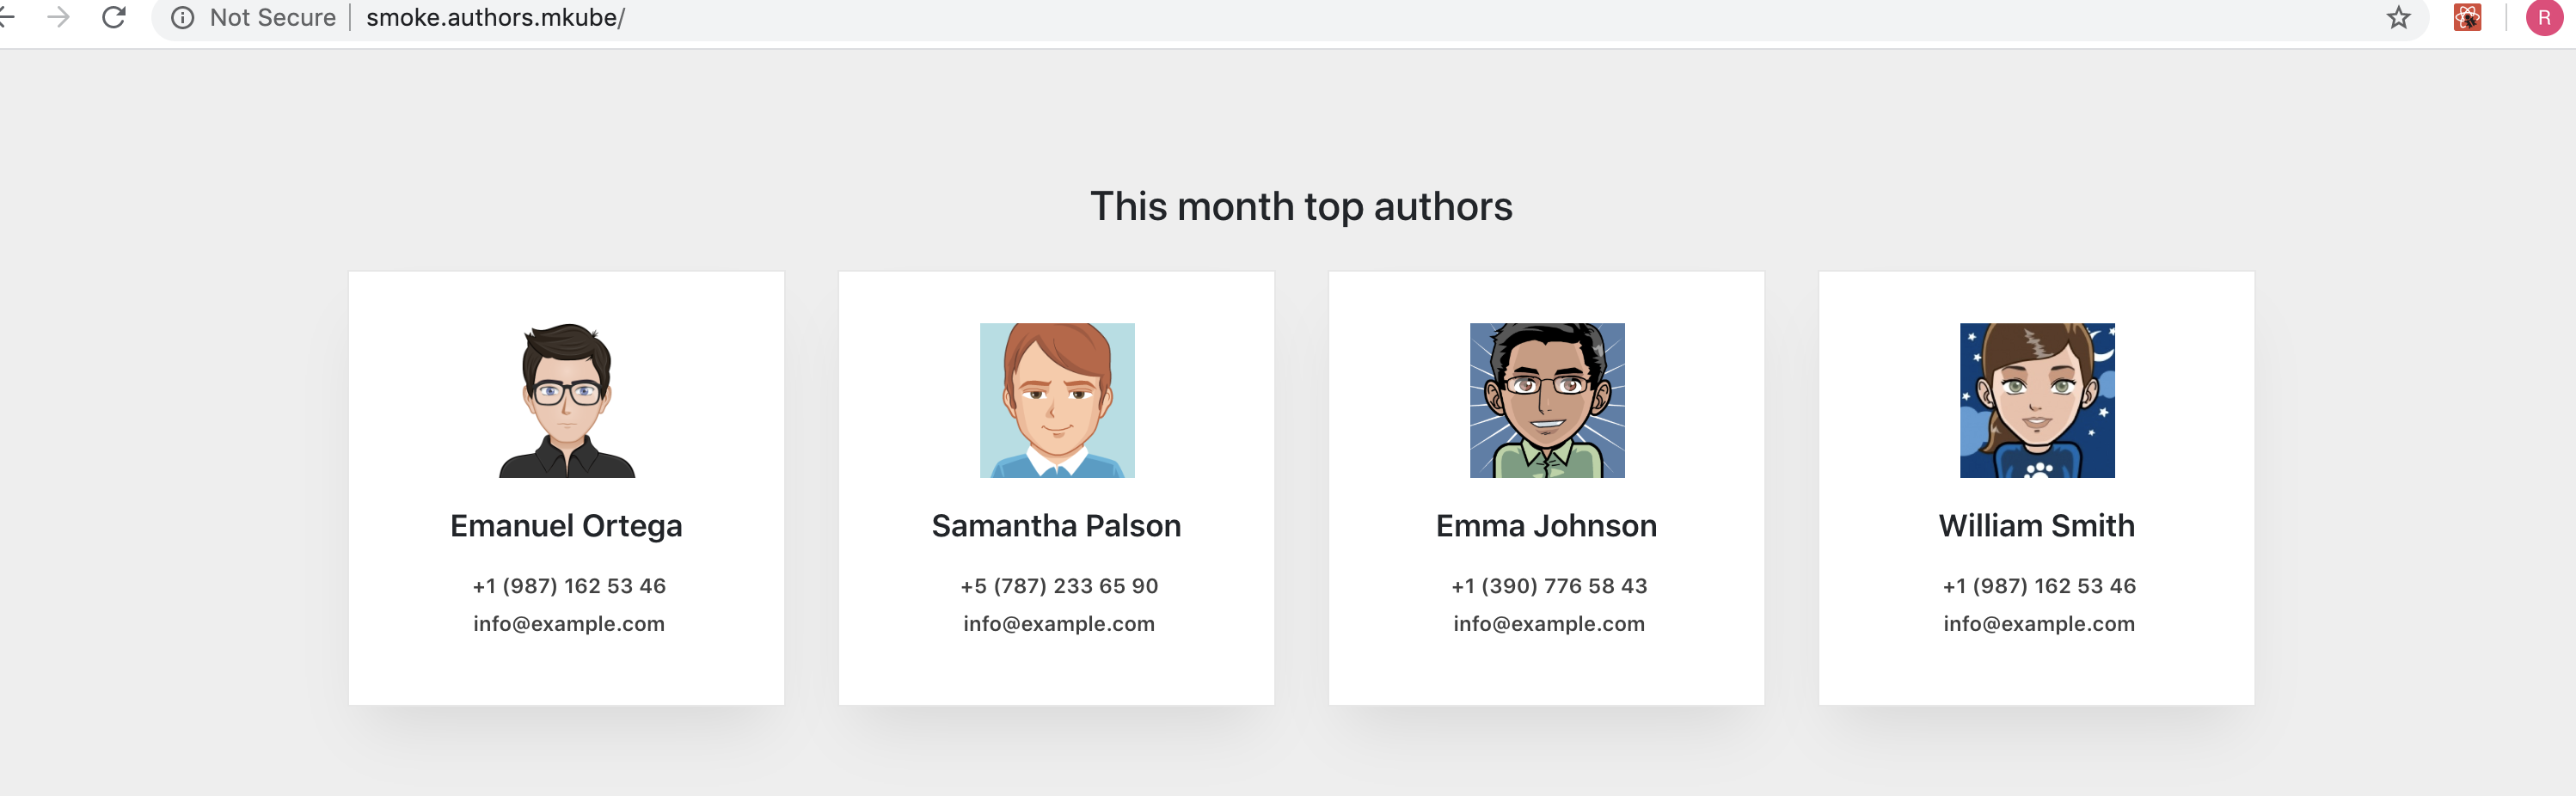 Not Secure | smoke.authors.mkube/
R
This month top authors
Emanuel Ortega
+1 (987) 162 53 46
info@example.com
Samantha Palson
+5 (787) 233 65 90
info@example.com
Emma Johnson
+1 (390) 776 58 43
info@example.com
William Smith
+1 (987) 162 53 46
info@example.com